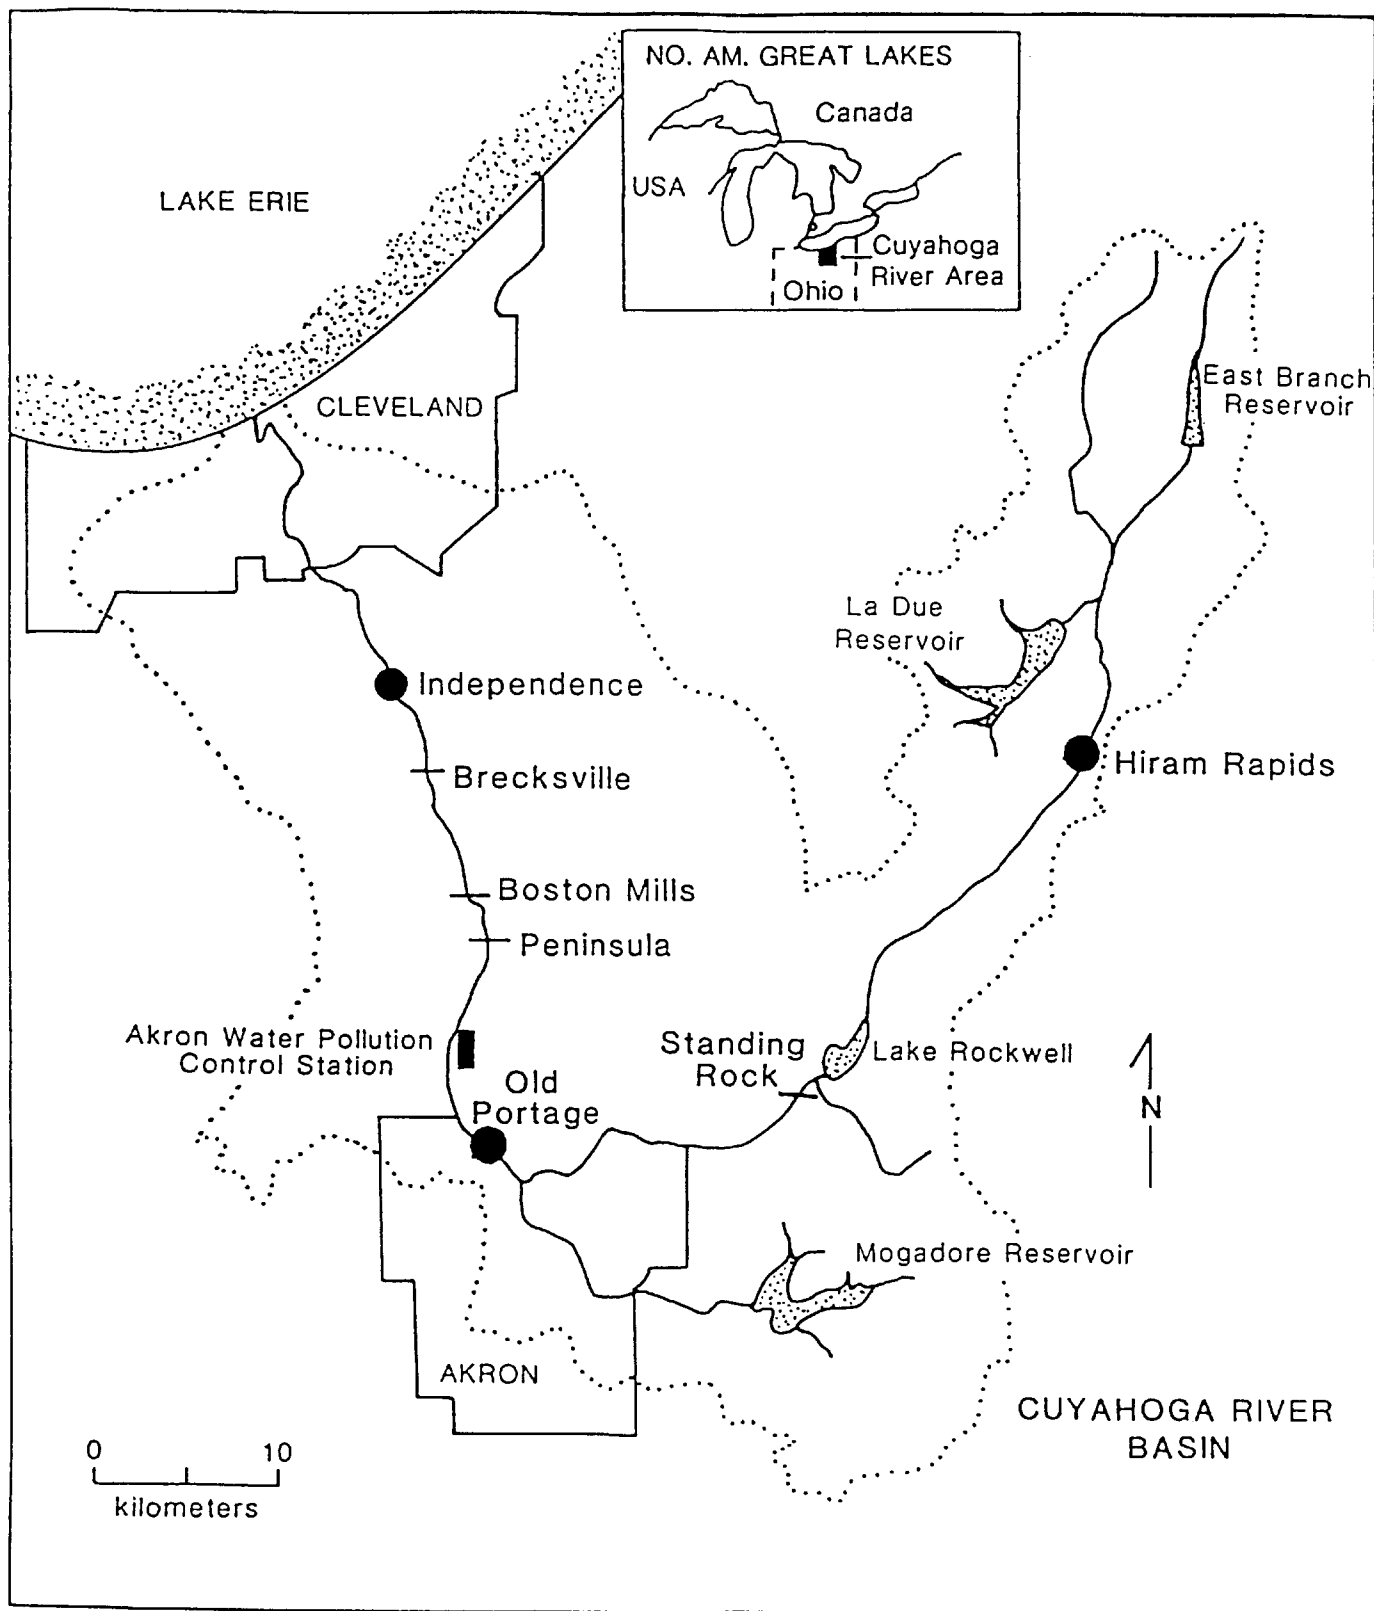 NO. AM. GREAT LAKES
Canada
USA
Cuyahoga
River Area
Ohio
LAKE ERIE
CLEVELAND
East Branch
Reservoir
La Due
Reservoir
Independence
Hiram Rapids
Brecksville
Boston Mills
Peninsula
Akron Water Pollution
Control Station
Standing
Rock
Lake Rockwell
Old
Portage
N
Mogadore Reservoir
AKRON
CUYAHOGA RIVER
BASIN
0 10
kilometers